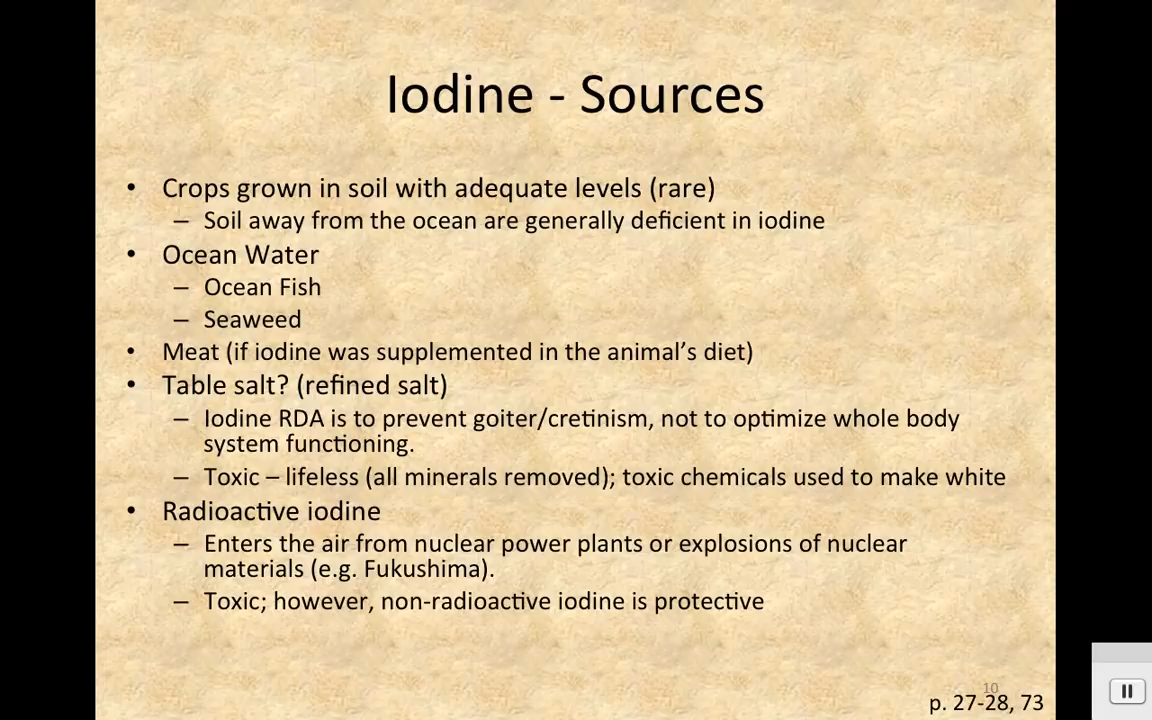 Iodine - Sources
• Crops grown in soil with adequate levels (rare)
– Soil away from the ocean are generally deficient in iodine
• Ocean Water
– Ocean Fish
– Seaweed
• Meat (if iodine was supplemented in the animal's diet)
• Table salt? (refined salt)
– Iodine RDA is to prevent goiter/cretinism, not to optimize whole body
system functioning.
– Toxic – lifeless (all minerals removed); toxic chemicals used to make white
• Radioactive iodine
– Enters the air from nuclear power plants or explosions of nuclear
materials (e.g. Fukushima).
– Toxic; however, non-radioactive iodine is protective
10
p. 27-28, 73